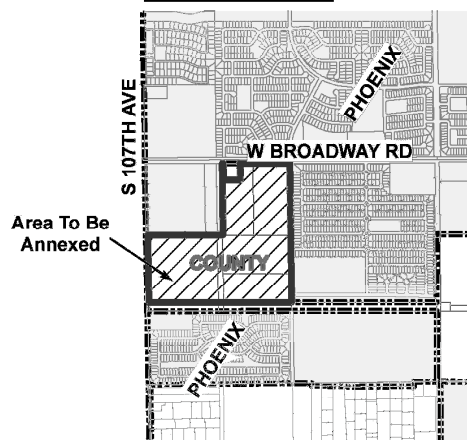 PHOENIX
S 107TH AVE
W BROADWAY RD
Area To Be
Annexed
COUNTY
PHOENIX